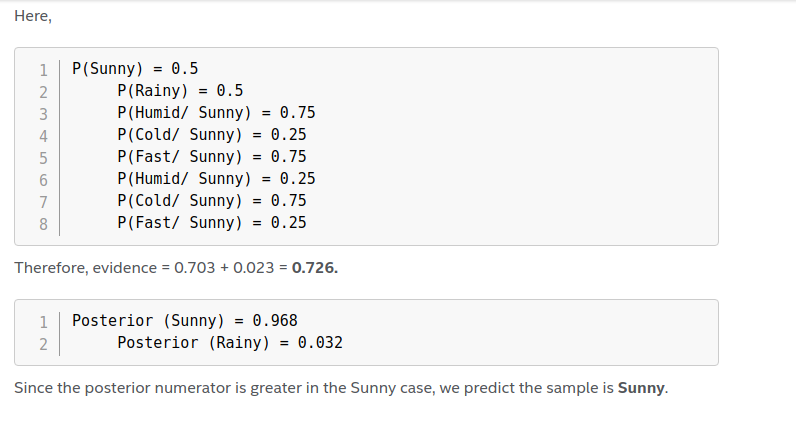 Here,
1 P(Sunny) = 0.5
2 P(Rainy) = 0.5
3 P(Humid/ Sunny) = 0.75
4 P(Cold/ Sunny) = 0.25
5 P(Fast/ Sunny) = 0.75
6 P(Humid/ Sunny) = 0.25
7 P(Cold/ Sunny) = 0.75
8 P(Fast/ Sunny) = 0.25
Therefore, evidence = 0.703 + 0.023 = 0.726.
1 Posterior (Sunny) = 0.968
2 Posterior (Rainy) = 0.032
Since the posterior numerator is greater in the Sunny case, we predict the sample is Sunny.